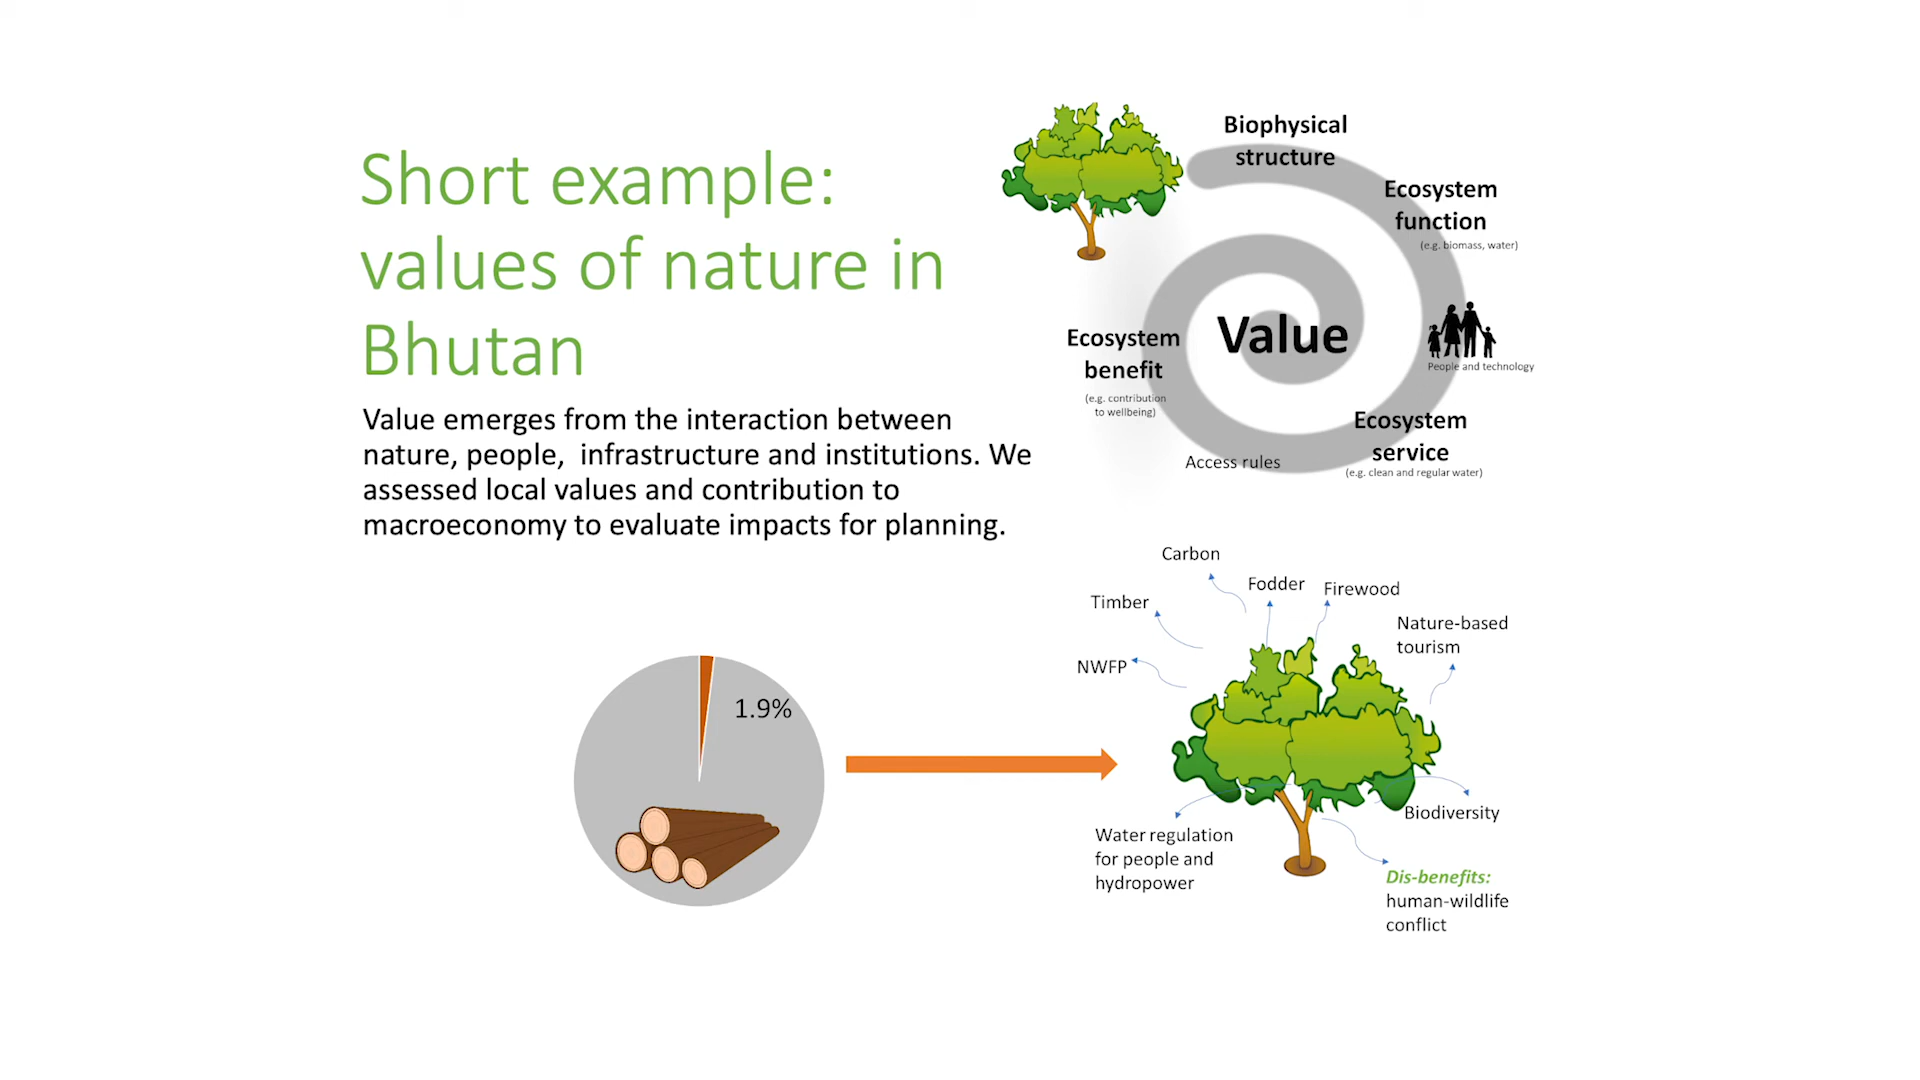 Short example:
values of nature in
Bhutan
Value emerges from the interaction between
nature, people,  infrastructure and institutions. We
assessed local values and contribution to
macroeconomy to evaluate impacts for planning.
Biophysical
structure
Ecosystem
function
(e.g. biomass, water)
People and technology
Ecosystem
service
(e.g. clean and regular water)
Access rules
Ecosystem
benefit
(e.g. contribution
to wellbeing)
Value
1.9%
Carbon
Fodder
Firewood
Timber
Nature-based
tourism
NWFP
Biodiversity
Water regulation
for people and
hydropower
Dis-benefits:
human-wildlife
conflict